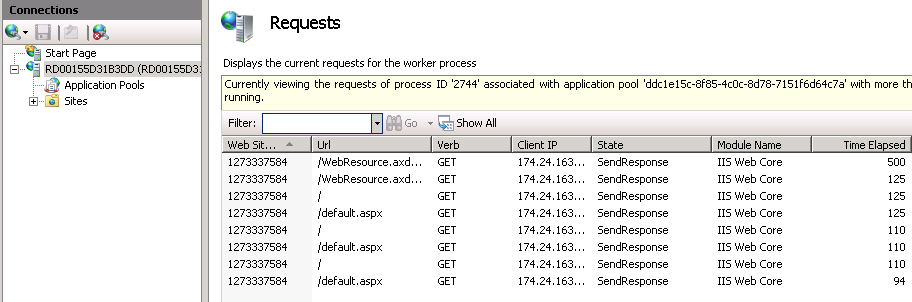 Connections
Start Page
RD00155D31B3DD (RD00155D31
Application Pools
Sites
Requests
Displays the current requests for the worker process
Currently viewing the requests of process ID '2744' associated with application pool 'ddc1e15c-8f85-4c0c-8d78-7151f6d64c7a' with more th
running.
Filter: Go Show All
Web Sit... Url Verb Client IP State Module Name Time Elapsed
1273337584 /WebResource.axd... GET 174.24.163... SendResponse IIS Web Core 500
1273337584 /WebResource.axd... GET 174.24.163... SendResponse IIS Web Core 125
1273337584 / GET 174.24.163... SendResponse IIS Web Core 125
1273337584 /default.aspx GET 174.24.163... SendResponse IIS Web Core 125
1273337584 / GET 174.24.163... SendResponse IIS Web Core 110
1273337584 /default.aspx GET 174.24.163... SendResponse IIS Web Core 110
1273337584 / GET 174.24.163... SendResponse IIS Web Core 110
1273337584 /default.aspx GET 174.24.163... SendResponse IIS Web Core 94